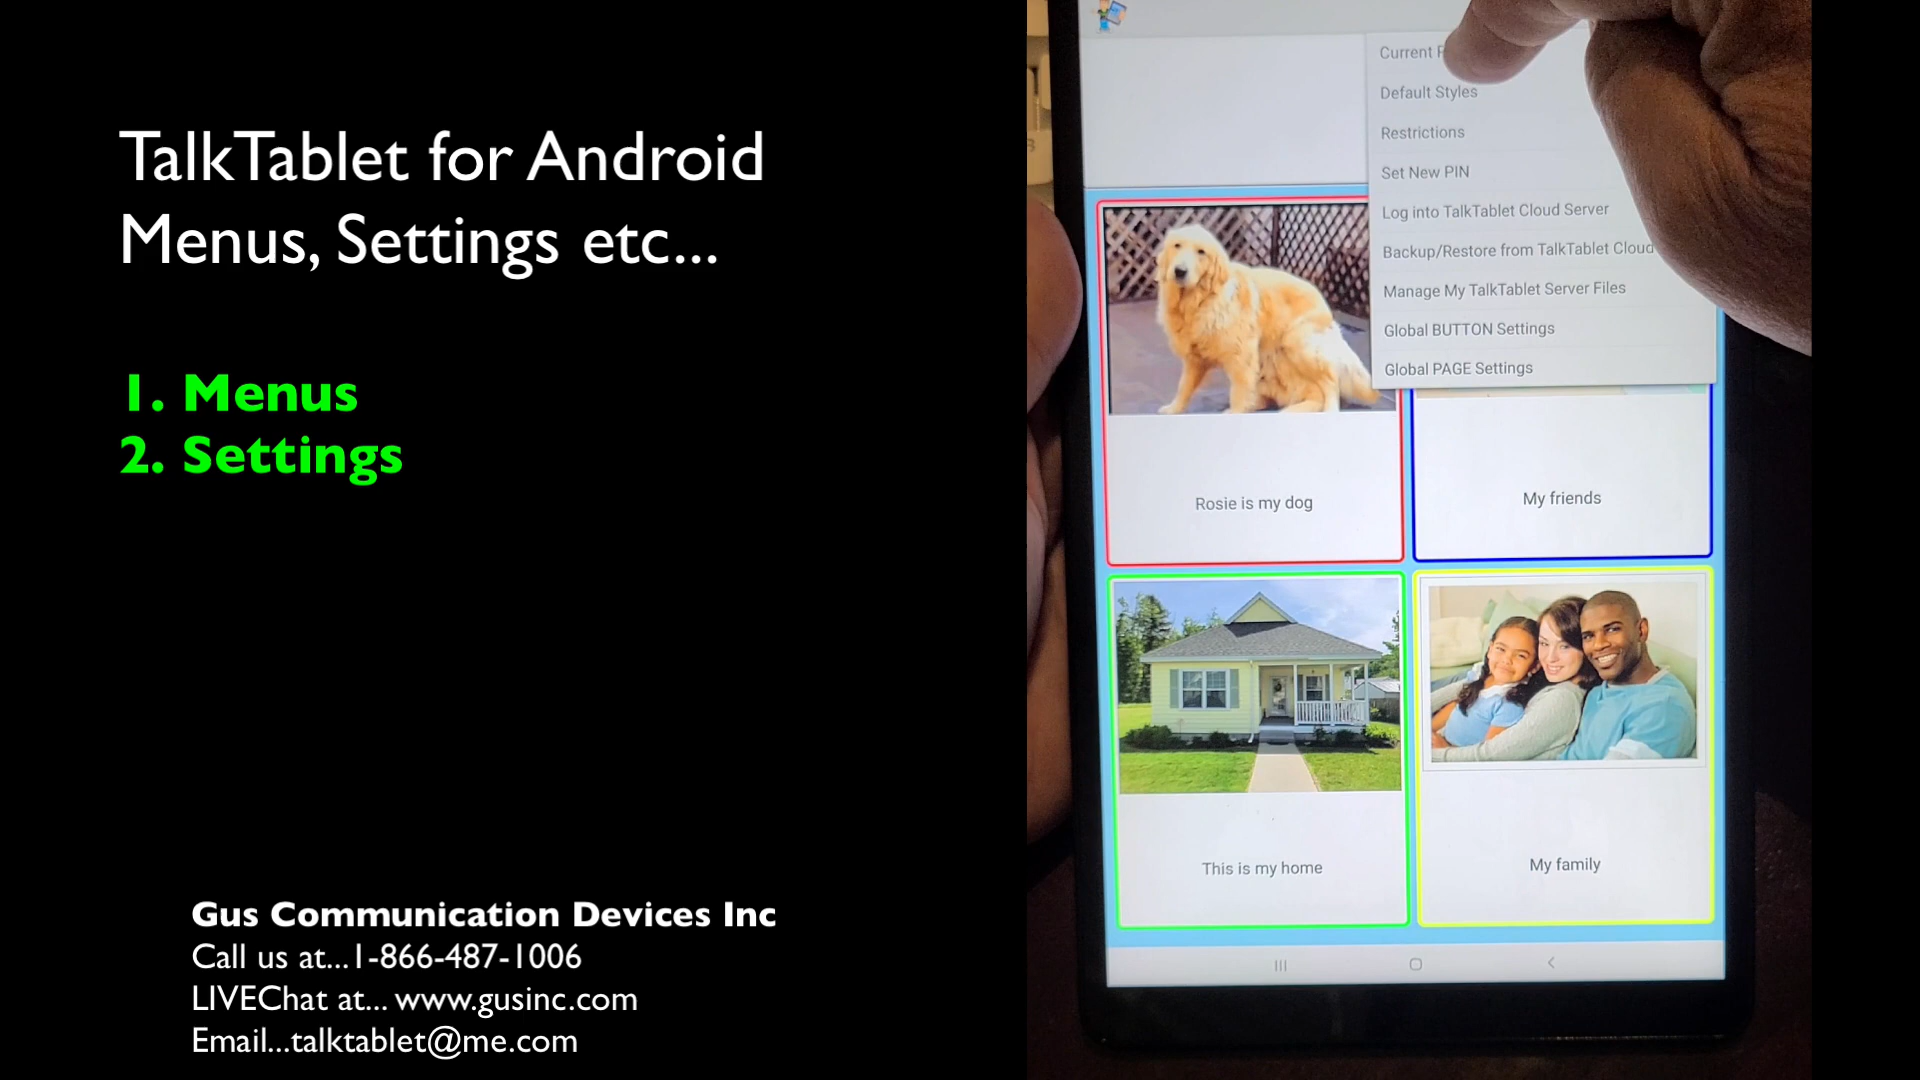 TalkTablet for Android
Menus, Settings etc...
1. Menus
2. Settings
Gus Communication Devices Inc
Call us at...1-866-487-1006
LIVEChat at... www.gusinc.com
Email...talktablet@me.com
Current
Default Styles
Restrictions
Set New PIN
Log into TalkTablet Cloud Server
Backup/Restore from TalkTablet Cloud
Manage My TalkTablet Server Files
Global BUTTON Settings
Global PAGE Settings
Rosie is my dog
My friends
This is my home
My family